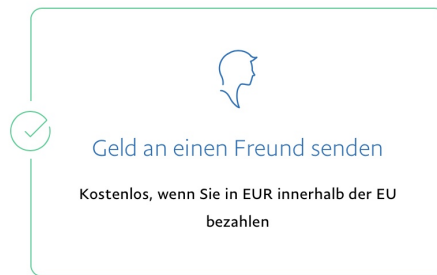 Geld an einen Freund senden
Kostenlos, wenn Sie in EUR innerhalb der EU
bezahlen